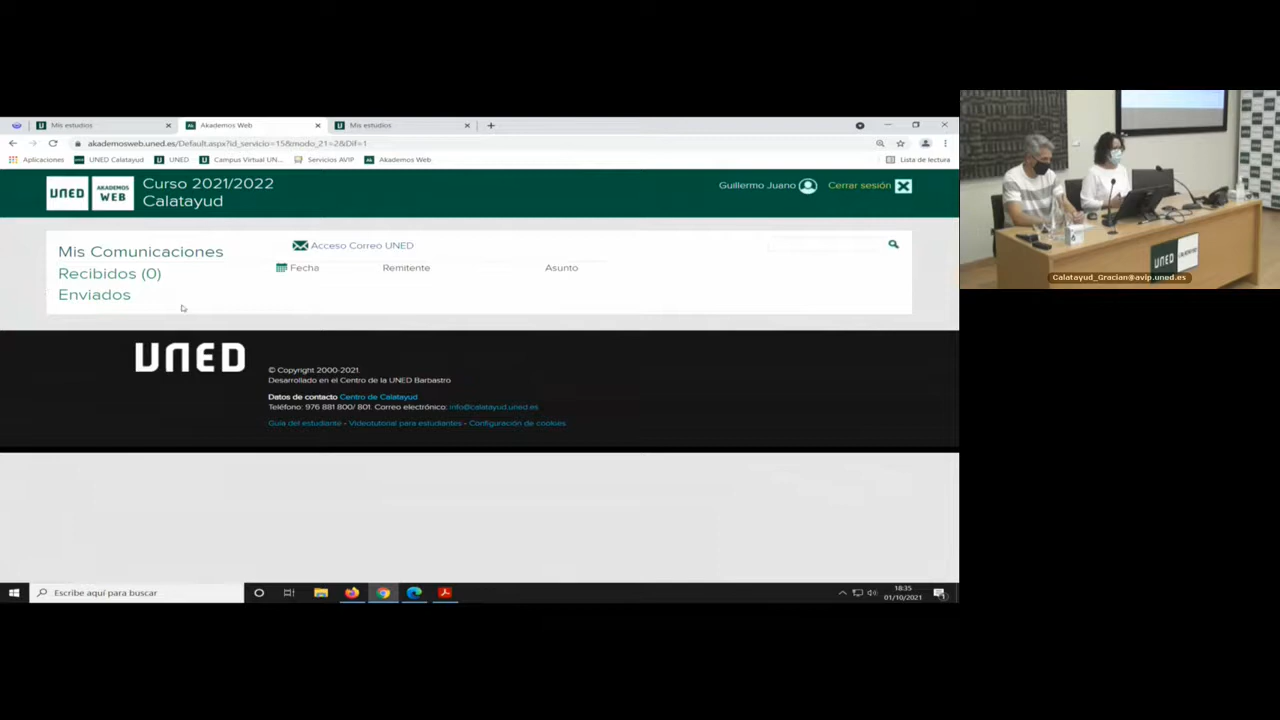 Mis estudios
Akademos Web
Mis estudios
akademosweb.uned.es/Default.aspx?id_servicio=15&modo_21=2&Dif=1
Aplicaciones
UNED Calatayud
UNED
Campus Virtual UN...
Servicios AVIP
Akademos Web
Lista de lectura
UNED
AKADEMOS WEB
Curso 2021/2022
Calatayud
Guillermo Juano
Cerrar sesión
Mis Comunicaciones
Recibidos (0)
Enviados
Acceso Correo UNED
Fecha
Remitente
Asunto
UNED
© Copyright 2000-2021.
Desarrollado en el Centro de la UNED Barbastro
Datos de contacto Centro de Calatayud
Teléfono: 976 881 800/ 801. Correo electrónico: info@calatayud.uned.es
Guía del estudiante - Videotutorial para estudiantes - Configuración de cookies
Escribe aquí para buscar
18:35
01/10/2021
UNED
Calatayud_Gracian@avip.uned.es